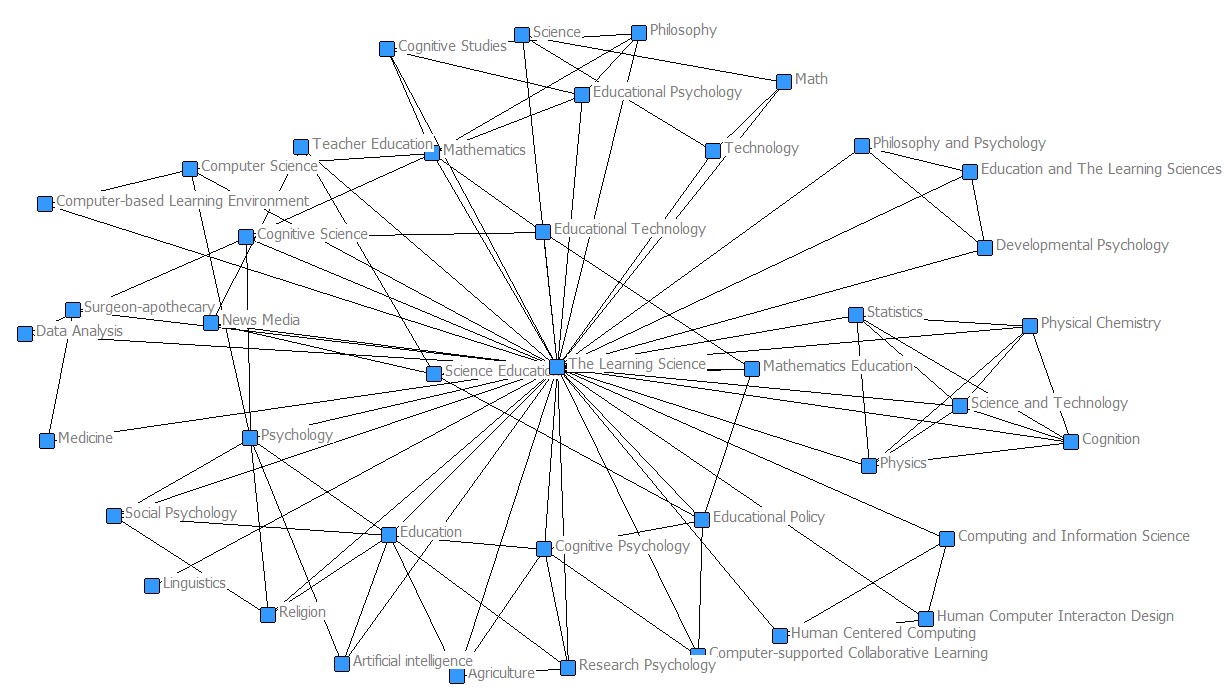 Science
Philosophy
Cognitive Studies
Math
Educational Psychology
Teacher Education
Mathematics
Technology
Philosophy and Psychology
Computer Science
Education and The Learning Sciences
Computer-based Learning Environment
Cognitive Science
Educational Technology
Developmental Psychology
Surgeon-apothecary
News Media
Statistics
Physical Chemistry
Data Analysis
Science Educatio
The Learning Science
Mathematics Education
Science and Technology
Medicine
Psychology
Cognition
Physics
Social Psychology
Education
Cognitive Psychology
Educational Policy
Computing and Information Science
Linguistics
Religion
Human Computer Interacton Design
Human Centered Computing
Computer-supported Collaborative Learning
Artificial intelligence
Agriculture
Research Psychology